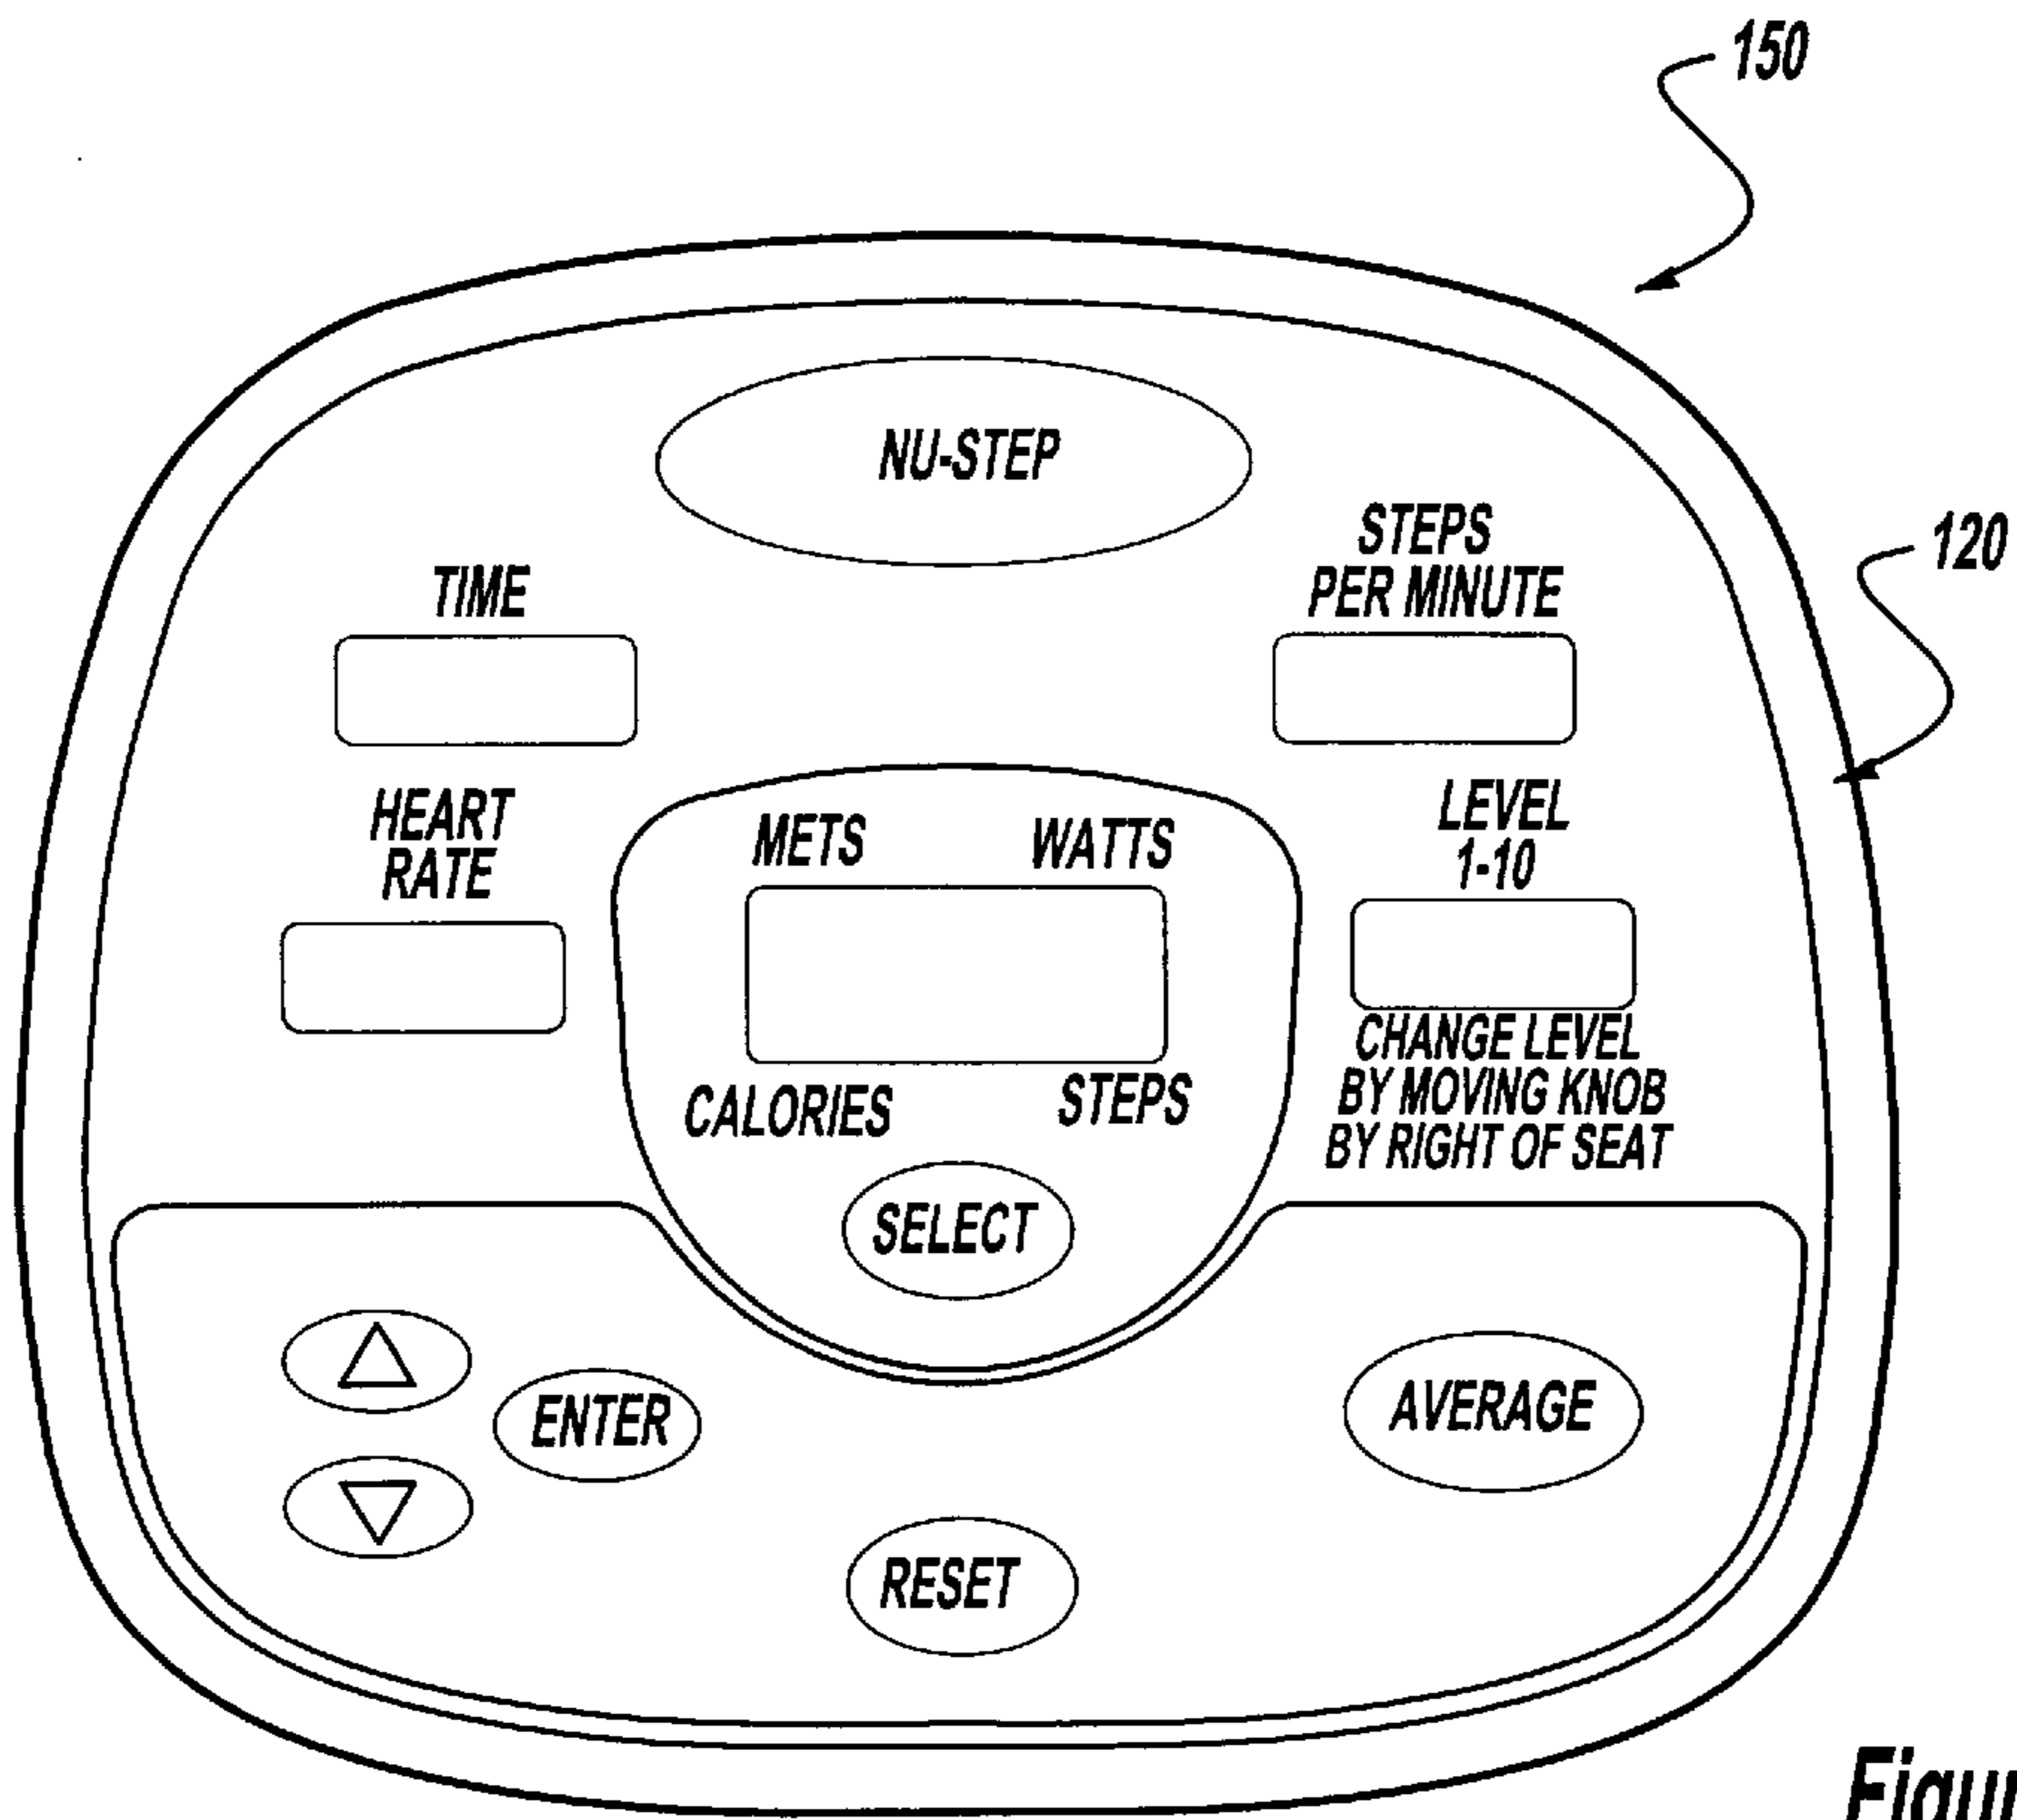 150
NU-STEP
120
TIME
STEPS
PER MINUTE
HEART
RATE
METS
WATTS
LEVEL
1-10
CALORIES
STEPS
CHANGE LEVEL
BY MOVING KNOB
BY RIGHT OF SEAT
SELECT
ENTER
AVERAGE
RESET